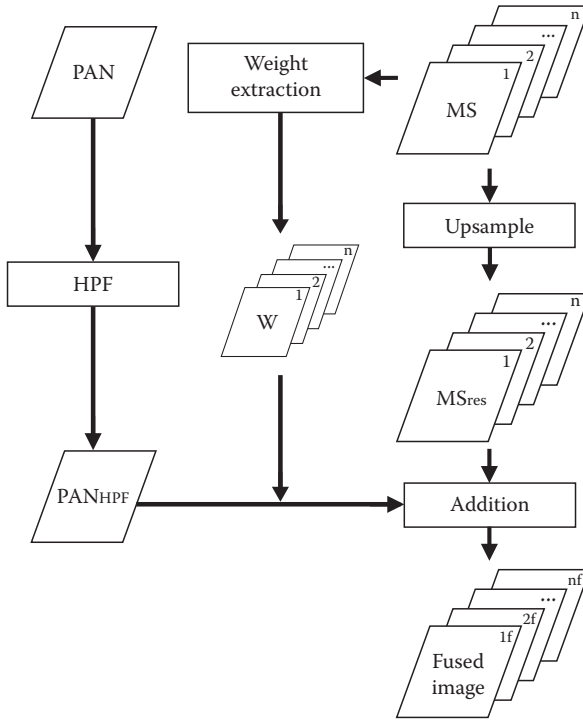 PAN
Weight
extraction
n
...
2
1
MS
Upsample
HPF
n
...
2
1
W
n
...
2
1
MSres
PANHPF
Addition
nf
...
2f
1f
Fused
image